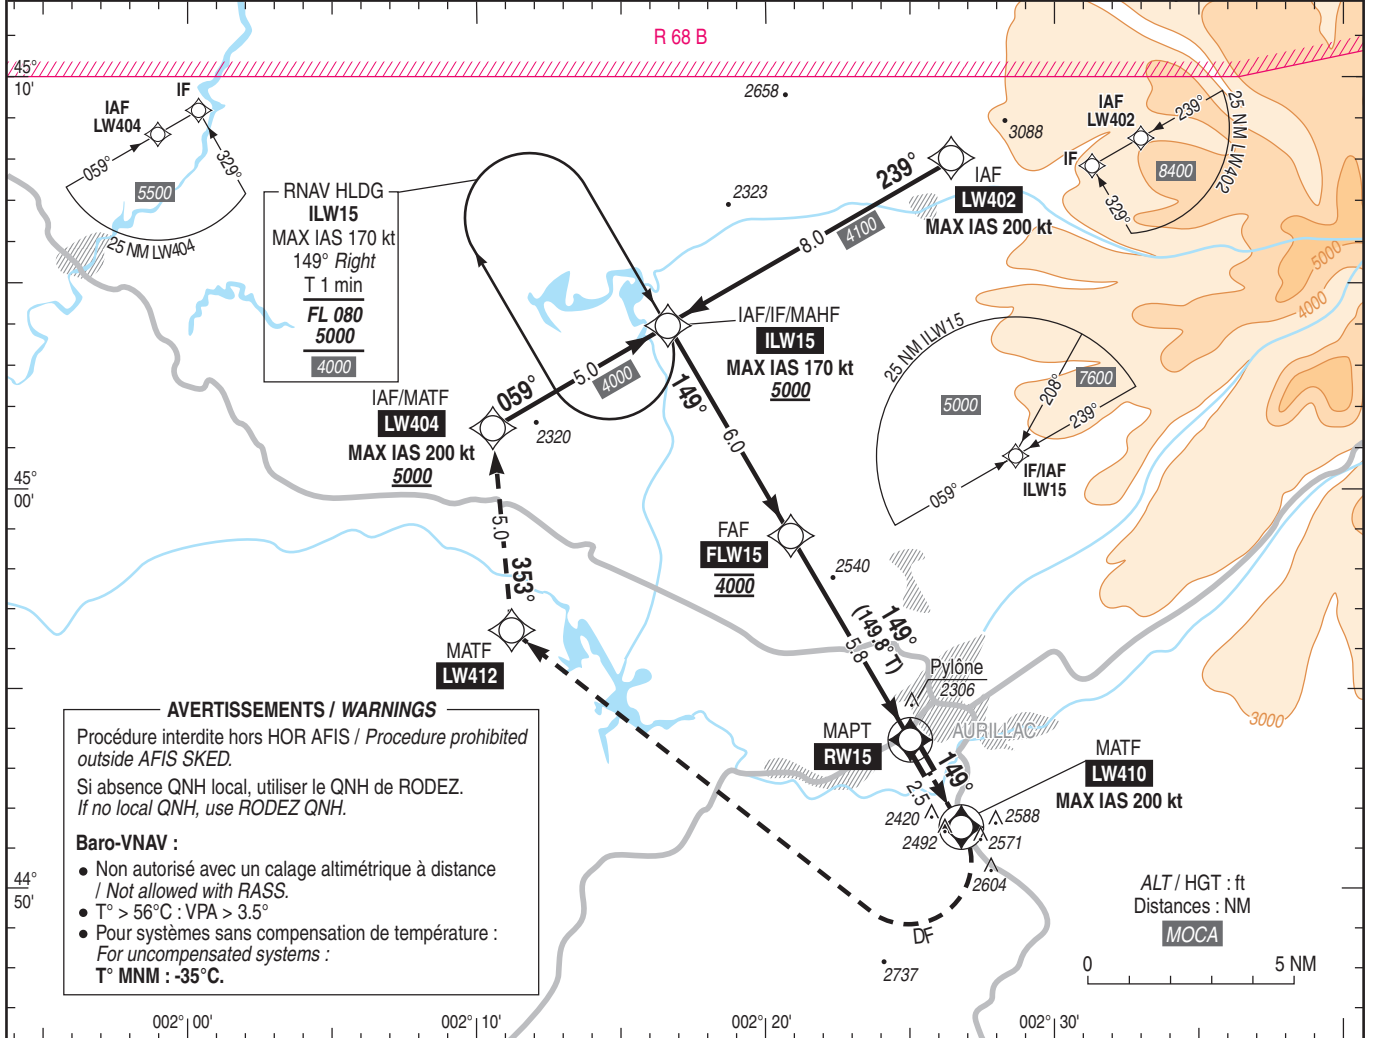 R 68 B
45°
10'
IF
IAF
LW404
059°
329°
5500
25 NM LW404
2658
3088
IAF
LW402
239°
25 NM LW402
IF
8400
329°
RNAV HLDG
ILW15
MAX IAS 170 kt
149° Right
T 1 min
FL 080
5000
4000
2323
239°
IAF
LW402
MAX IAS 200 kt
8.0
4100
5000
4000
IAF/IF/MAHF
ILW15
MAX IAS 170 kt
5000
25 NM ILW15
5000
7600
208°
239°
059°
IF/IAF
ILW15
IAF/MATF
LW404
MAX IAS 200 kt
5000
059°
5.0
4000
2320
149°
6.0
45°
00'
5.0
353°
FAF
FLW15
4000
2540
149°
(149.8° T)
5.8
MATF
LW412
Pylône
2306
AURILLAC
3000
MAPT
RW15
149°
2.5
MATF
LW410
MAX IAS 200 kt
2420
2492
2588
2571
2604
DF
2737
AVERTISSEMENTS / WARNINGS
Procédure interdite hors HOR AFIS / Procedure prohibited
outside AFIS SKED.
Si absence QNH local, utiliser le QNH de RODEZ.
If no local QNH, use RODEZ QNH.
Baro-VNAV :
● Non autorisé avec un calage altimétrique à distance
/ Not allowed with RASS.
● T° > 56°C : VPA > 3.5°
● Pour systèmes sans compensation de température :
For uncompensated systems :
T° MNM : -35°C.
44°
50'
ALT / HGT : ft
Distances : NM
MOCA
0 5 NM
002° 00' 002° 10' 002° 20' 002° 30'